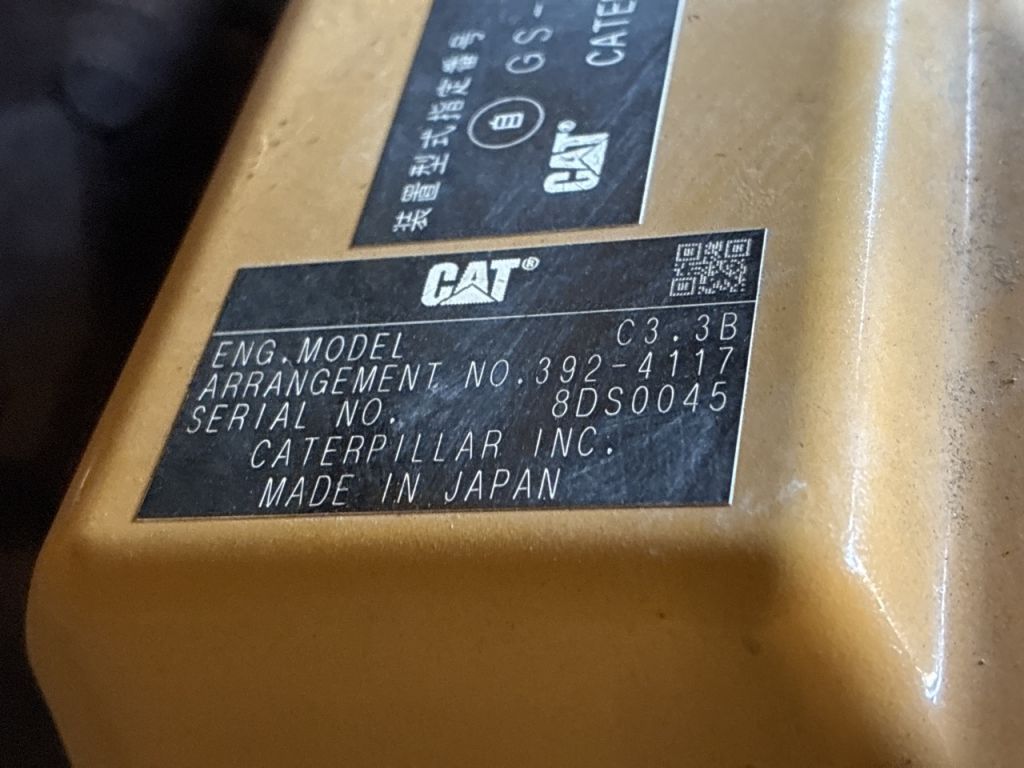 装置型式指定番号
自 GS-
CAT®
CATE
CAT®
ENG.MODEL C3.3B
ARRANGEMENT NO.392-4117
SERIAL NO. 8DS0045
CATERPILLAR INC.
MADE IN JAPAN